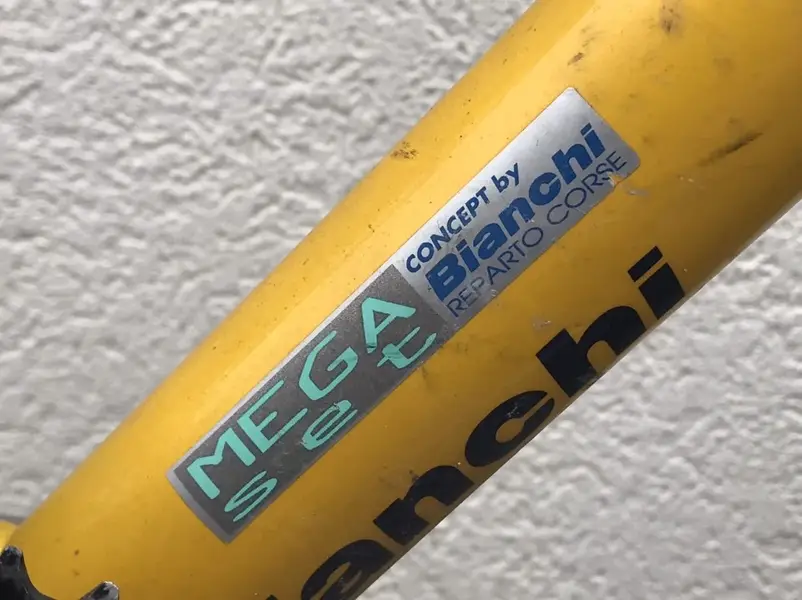 CONCEPT by
Bianchi
REPARTO CORSE
MEGA
set
anchi